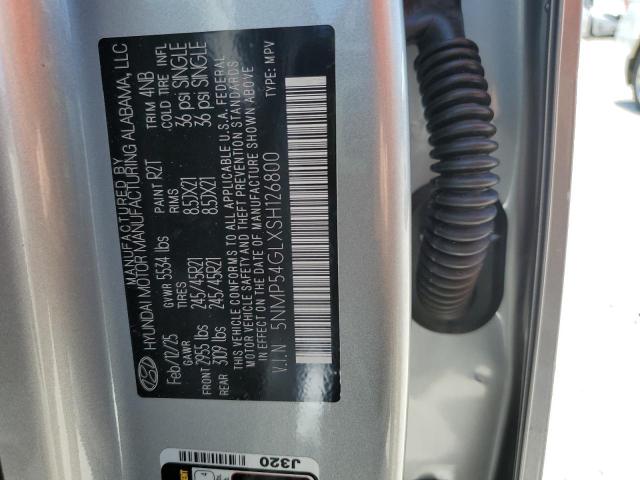 MANUFACTURED BY
HYUNDAI MOTOR MANUFACTURING ALABAMA, LLC
Feb/12/25 GVWR 5534 lbs PAINT R2T TRIM 4NB
GAWR TIRES RIMS COLD TIRE INFL
FRONT 2955 lbs 245/45R21 8.5JX21 36 psi SINGLE
REAR 3109 lbs 245/45R21 8.5JX21 36 psi SINGLE
THIS VEHICLE CONFORMS TO ALL APPLICABLE U.S.A. FEDERAL
MOTOR VEHICLE SAFETY AND THEFT PREVENTION STANDARDS
IN EFFECT ON THE DATE OF MANUFACTURE SHOWN ABOVE
V.I.N 5NMP54GLXSH126800 TYPE: MPV
J320